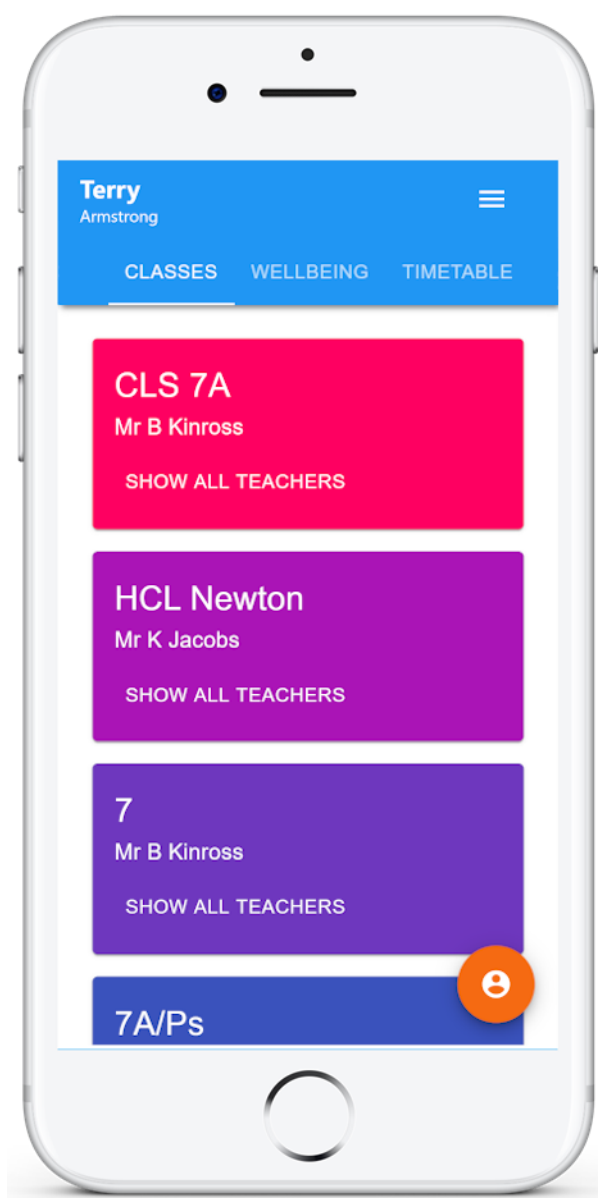 Terry
Armstrong
CLASSES WELLBEING TIMETABLE
CLS 7A
Mr B Kinross
SHOW ALL TEACHERS
HCL Newton
Mr K Jacobs
SHOW ALL TEACHERS
7
Mr B Kinross
SHOW ALL TEACHERS
7A/Ps